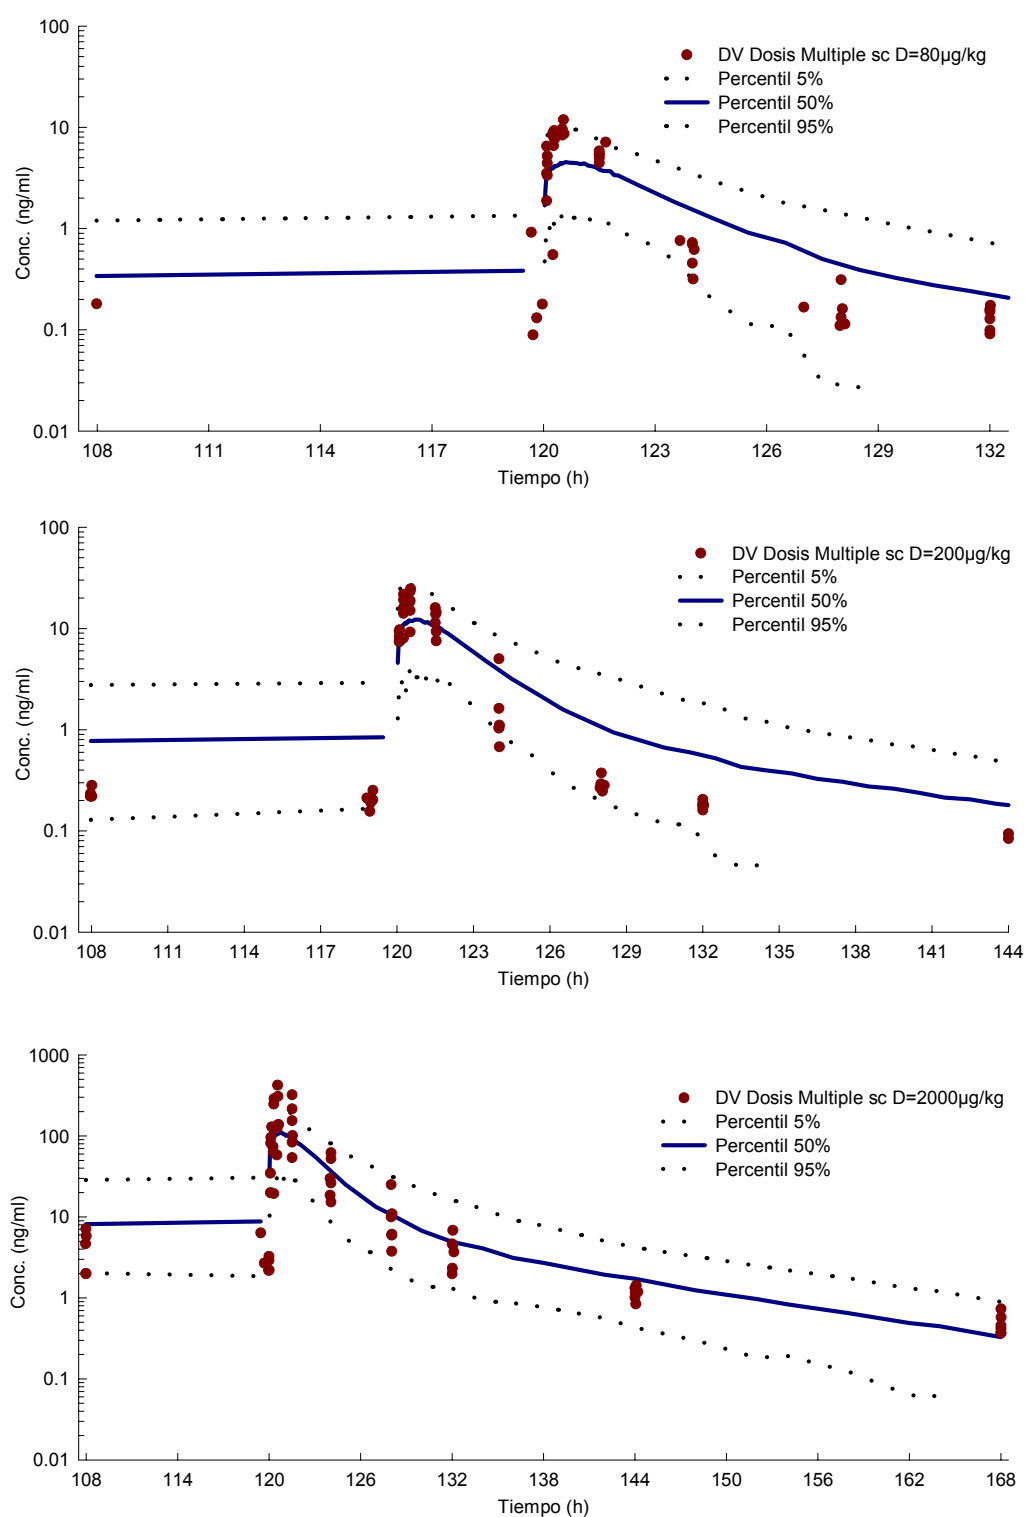 100
10
1
0.1
0.01
Conc. (ng/ml)
DV Dosis Multiple sc D=80µg/kg
Percentil 5%
Percentil 50%
Percentil 95%
108 111 114 117 120 123 126 129 132
Tiempo (h)
100
10
1
0.1
0.01
Conc. (ng/ml)
DV Dosis Multiple sc D=200µg/kg
Percentil 5%
Percentil 50%
Percentil 95%
108 111 114 117 120 123 126 129 132 135 138 141 144
Tiempo (h)
1000
100
10
1
0.1
0.01
Conc. (ng/ml)
DV Dosis Multiple sc D=2000µg/kg
Percentil 5%
Percentil 50%
Percentil 95%
108 114 120 126 132 138 144 150 156 162 168
Tiempo (h)